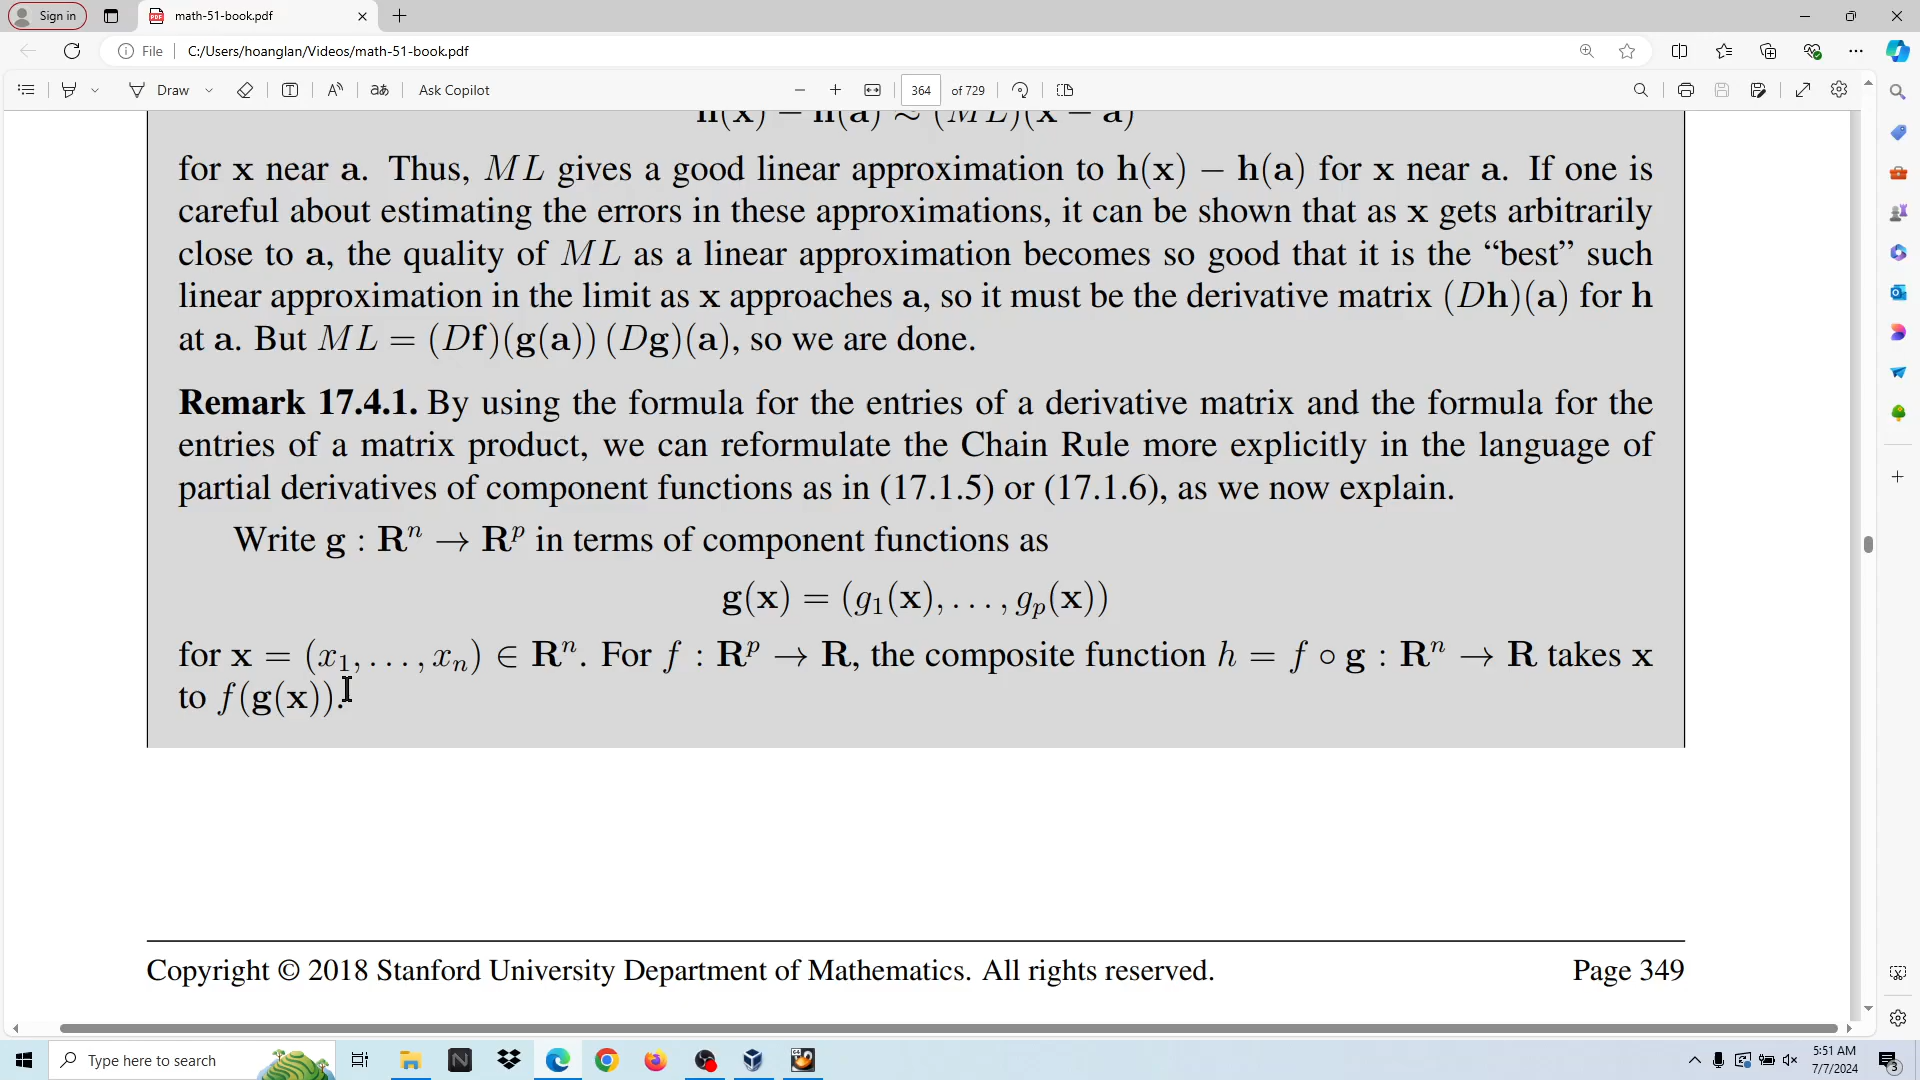 Sign in
math-51-book.pdf
File
C:/Users/hoanglan/Videos/math-51-book.pdf
Draw
Ask Copilot
364 of 729
h(x) − h(a) ≈ (ML)(x − a)
for x near a. Thus, ML gives a good linear approximation to h(x) − h(a) for x near a. If one is
careful about estimating the errors in these approximations, it can be shown that as x gets arbitrarily
close to a, the quality of ML as a linear approximation becomes so good that it is the “best” such
linear approximation in the limit as x approaches a, so it must be the derivative matrix (Dh)(a) for h
at a. But ML = (Df)(g(a)) (Dg)(a), so we are done.
Remark 17.4.1. By using the formula for the entries of a derivative matrix and the formula for the
entries of a matrix product, we can reformulate the Chain Rule more explicitly in the language of
partial derivatives of component functions as in (17.1.5) or (17.1.6), as we now explain.
Write g : Rⁿ → Rᵖ in terms of component functions as
g(x) = (g₁(x), . . . , gₚ(x))
for x = (x₁, . . . , xₙ) ∈ Rⁿ. For f : Rᵖ → R, the composite function h = f ∘ g : Rⁿ → R takes x
to f(g(x)).
Copyright © 2018 Stanford University Department of Mathematics. All rights reserved.
Page 349
Type here to search
5:51 AM
7/7/2024
3